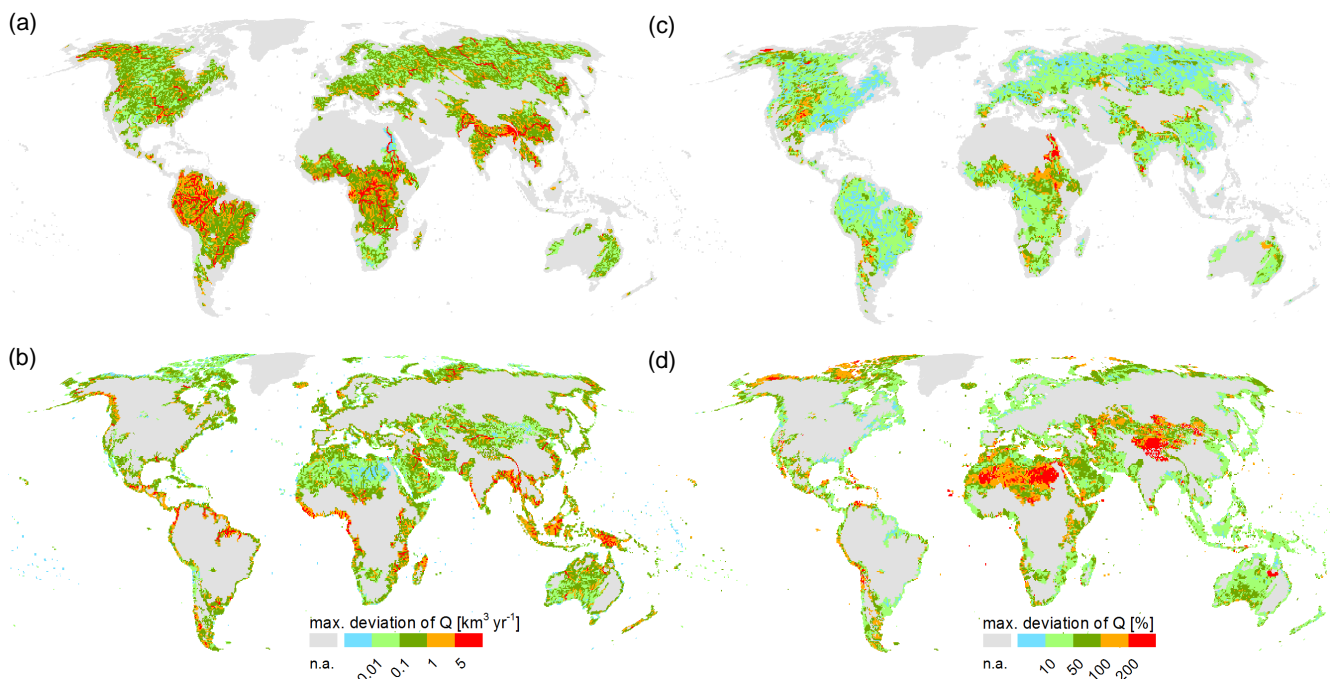 (a)
(c)
(b)
(d)
max. deviation of Q [km³ yr⁻¹]
n.a. 0.01 0.1 1 5
max. deviation of Q [%]
n.a. 10 50 100 200